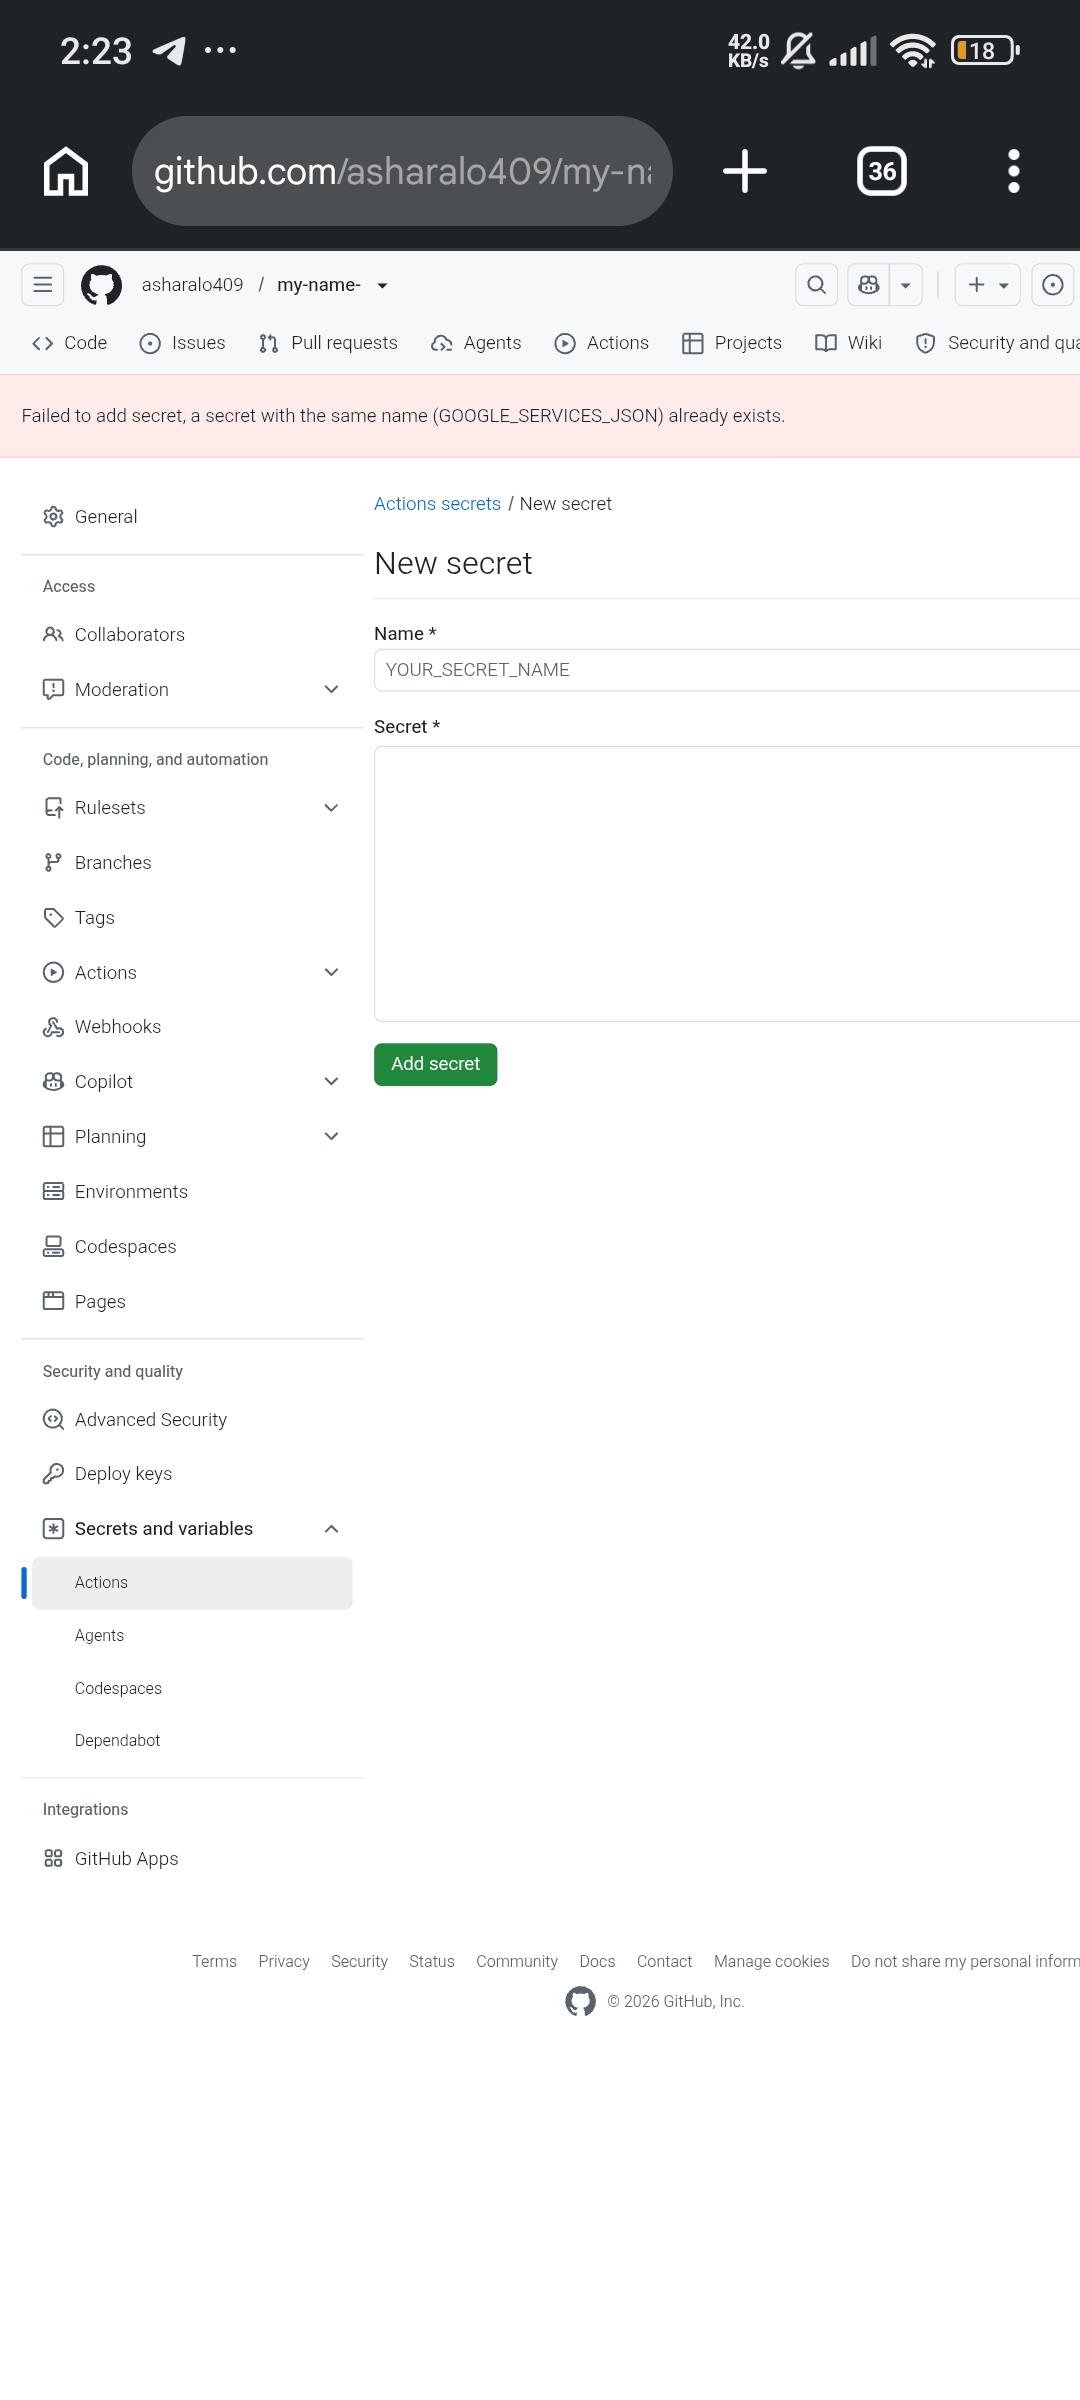 2:23
42.0
KB/s
18
github.com/asharalo409/my-na
36
asharalo409 / my-name-
Code Issues Pull requests Agents Actions Projects Wiki Security and qua
Failed to add secret, a secret with the same name (GOOGLE_SERVICES_JSON) already exists.
General
Access
Collaborators
Moderation
Code, planning, and automation
Rulesets
Branches
Tags
Actions
Webhooks
Copilot
Planning
Environments
Codespaces
Pages
Security and quality
Advanced Security
Deploy keys
Secrets and variables
Actions
Agents
Codespaces
Dependabot
Integrations
GitHub Apps
Actions secrets / New secret
New secret
Name *
YOUR_SECRET_NAME
Secret *
Add secret
Terms Privacy Security Status Community Docs Contact Manage cookies Do not share my personal inform
© 2026 GitHub, Inc.